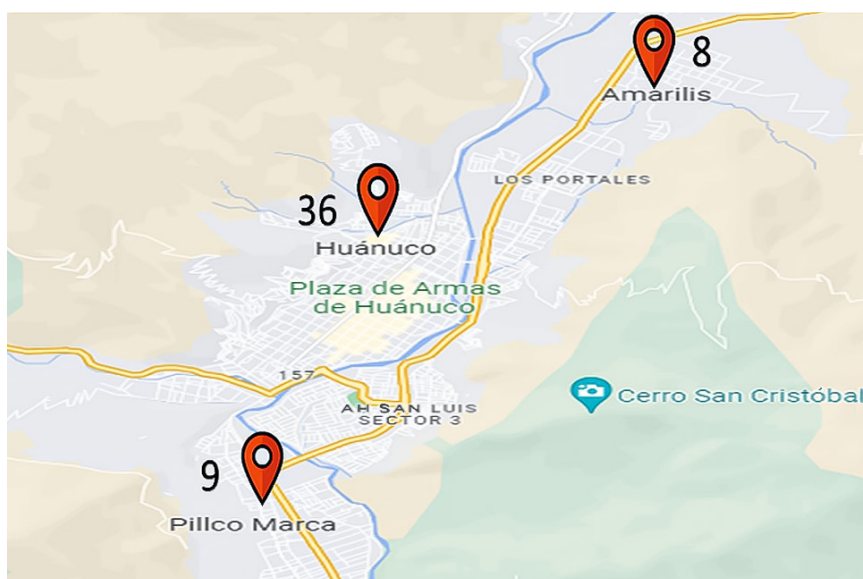 8
Amarilis
LOS PORTALES
36
Huánuco
Plaza de Armas
de Huánuco
157
Cerro San Cristóbal
AH SAN LUIS
SECTOR 3
9
Pillco Marca